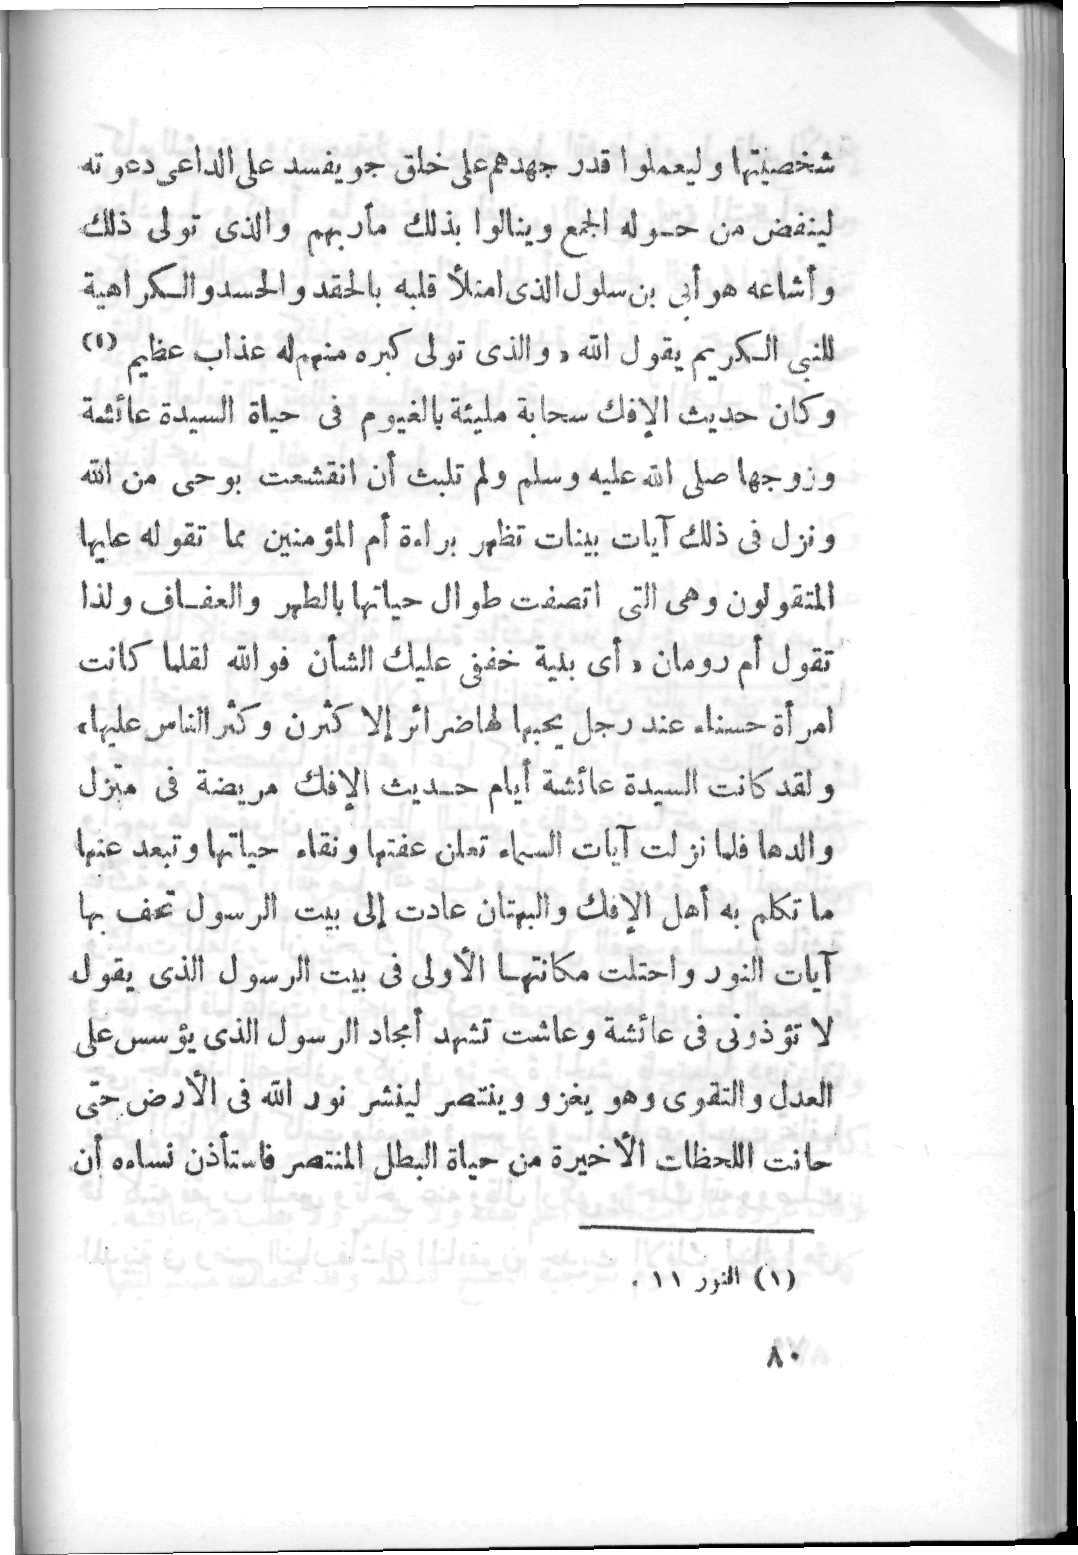 شخصيتها وليعملوا قدر جهدهم على خلق جو يفسد على الداعى دعوته
لينفض من حوله الجمع وينالوا بذلك مأربهم والذى تولى ذلك
وأشاعه هو أبى بن سلول الذى امتلأ قلبه بالحقد والحسد والكراهية
للنبى الكريم يقول الله « والذى تولى كبره منهم له عذاب عظيم (١)
وكان حديث الإفك سحابة مليئة بالغيوم فى حياة السيدة عائشة
وزوجها صلى الله عليه وسلم ولم تلبث أن انقشعت بوحى من الله
ونزل فى ذلك آيات بينات تظهر براءة أم المؤمنين مما تقوله عليها
المتقولون وهى التى اتصفت طوال حياتها بالطهر والعفاف ولذا
تقول أم رومان « أى بنية خففى عليك الشأن فوالله لقلما كانت
امرأة حسناء عند رجل يحبها لها ضرائر إلا كثرن وكثر الناس عليها»
ولقد كانت السيدة عائشة أيام حديث الإفك مريضة فى منزل
والدها فلما نزلت آيات السماء تعلن عفتها ونقاء حياتها وتبعد عنها
ما تكلم به أهل الإفك والبهتان عادت إلى بيت الرسول تحف بها
آيات النور واحتلت مكانتها الأولى فى بيت الرسول الذى يقول
لا تؤذونى فى عائشة وعاشت تشهد أمجاد الرسول الذى يؤسس على
العدل والتقوى وهو يغزو وينتصر لينشر نور الله فى الأرض حتى
حانت اللحظات الأخيرة من حياة البطل المنتصر فاستأذن نساءه أن
(١) النور ١١ .
٨٠